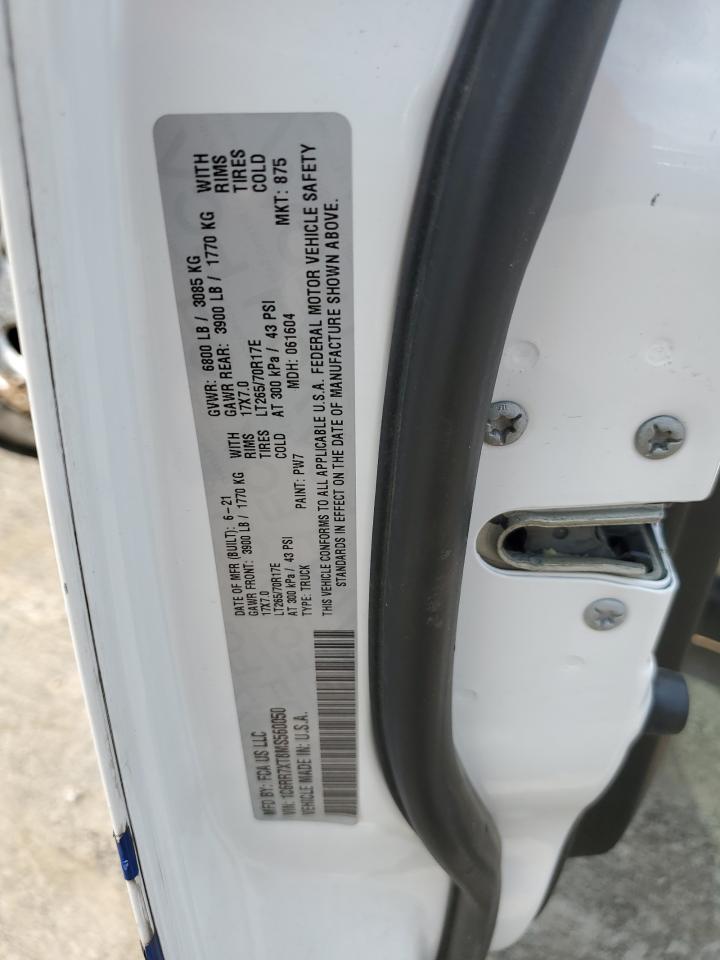 MFD BY: FCA US LLC
DATE OF MFR (BUILT): 6-21 GVWR: 6800 LB / 3085 KG
GAWR FRONT: 3900 LB / 1770 KG WITH GAWR REAR: 3900 LB / 1770 KG WITH
17X7.0 RIMS 17X7.0 RIMS
LT265/70R17E TIRES LT265/70R17E TIRES
AT 300 kPa / 43 PSI COLD AT 300 kPa / 43 PSI COLD
VIN: 1C6RR7XT8MS560050
TYPE: TRUCK PAINT: PW7 MDH: 061604 MKT: 875
VEHICLE MADE IN: U.S.A.
THIS VEHICLE CONFORMS TO ALL APPLICABLE U.S.A. FEDERAL MOTOR VEHICLE SAFETY
STANDARDS IN EFFECT ON THE DATE OF MANUFACTURE SHOWN ABOVE.